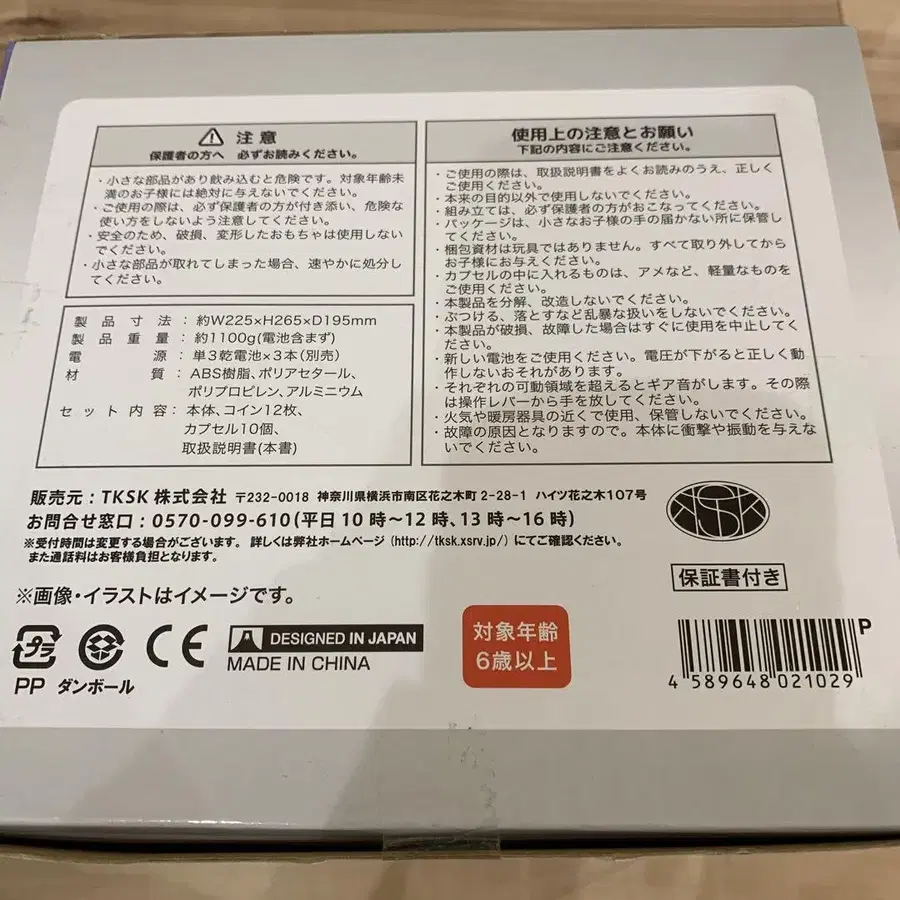 ⚠ 注意
保護者の方へ 必ずお読みください。
・小さな部品があり飲み込むと危険です。対象年齢未
満のお子様には絶対に与えないでください。
・ご使用の際は、必ず保護者の方が付き添い、危険な
使い方をしないよう注意してください。
・安全のため、破損、変形したおもちゃは使用しない
でください。
・小さな部品が取れてしまった場合、速やかに処分し
てください。
製品寸法：約W225×H265×D195mm
製品重量：約1100g(電池含まず)
電源：単3乾電池×3本(別売)
材質：ABS樹脂、ポリアセタール、
ポリプロピレン、アルミニウム
セット内容：本体、コイン12枚、
カプセル10個、
取扱説明書(本書)
使用上の注意とお願い
下記の内容にご注意ください。
・ご使用の際は、取扱説明書をよくお読みのうえ、正しく
ご使用ください。
・本来の目的以外で使用しないでください。
・組み立ては、必ず保護者の方がおこなってください。
・パッケージは、小さなお子様の手の届かない所に保管し
てください。
・梱包資材は玩具ではありません。すべて取り外してから
お子様にお与えください。
・カプセルの中に入れるものは、アメなど、軽量なものを
ご使用ください。
・本製品を分解、改造しないでください。
・ぶつける、落とすなど乱暴な扱いをしないでください。
・本製品が破損、故障した場合はすぐに使用を中止してく
ださい。
・新しい電池をご使用ください。電圧が下がると正しく動
作しないおそれがあります。
・それぞれの可動領域を超えるとギア音がします。その際
は操作レバーから手を放してください。
・火気や暖房器具の近くで使用、保管しないでください。
・故障の原因となりますので。本体に衝撃や振動を与えな
いでください。
販売元：TKSK 株式会社 〒232-0018 神奈川県横浜市南区花之木町 2-28-1 ハイツ花之木107号
お問合せ窓口：0570-099-610(平日10時〜12時、13時〜16時)
※受付時間は変更する場合がございます。詳しくは弊社ホームページ(http://tksk.xsrv.jp/)にてご確認ください。
また通話料はお客様負担となります。
TKSK
保証書付き
※画像・イラストはイメージです。
プラ
PP ダンボール
CE
DESIGNED IN JAPAN
MADE IN CHINA
対象年齢
6歳以上
P
4 589648 021029